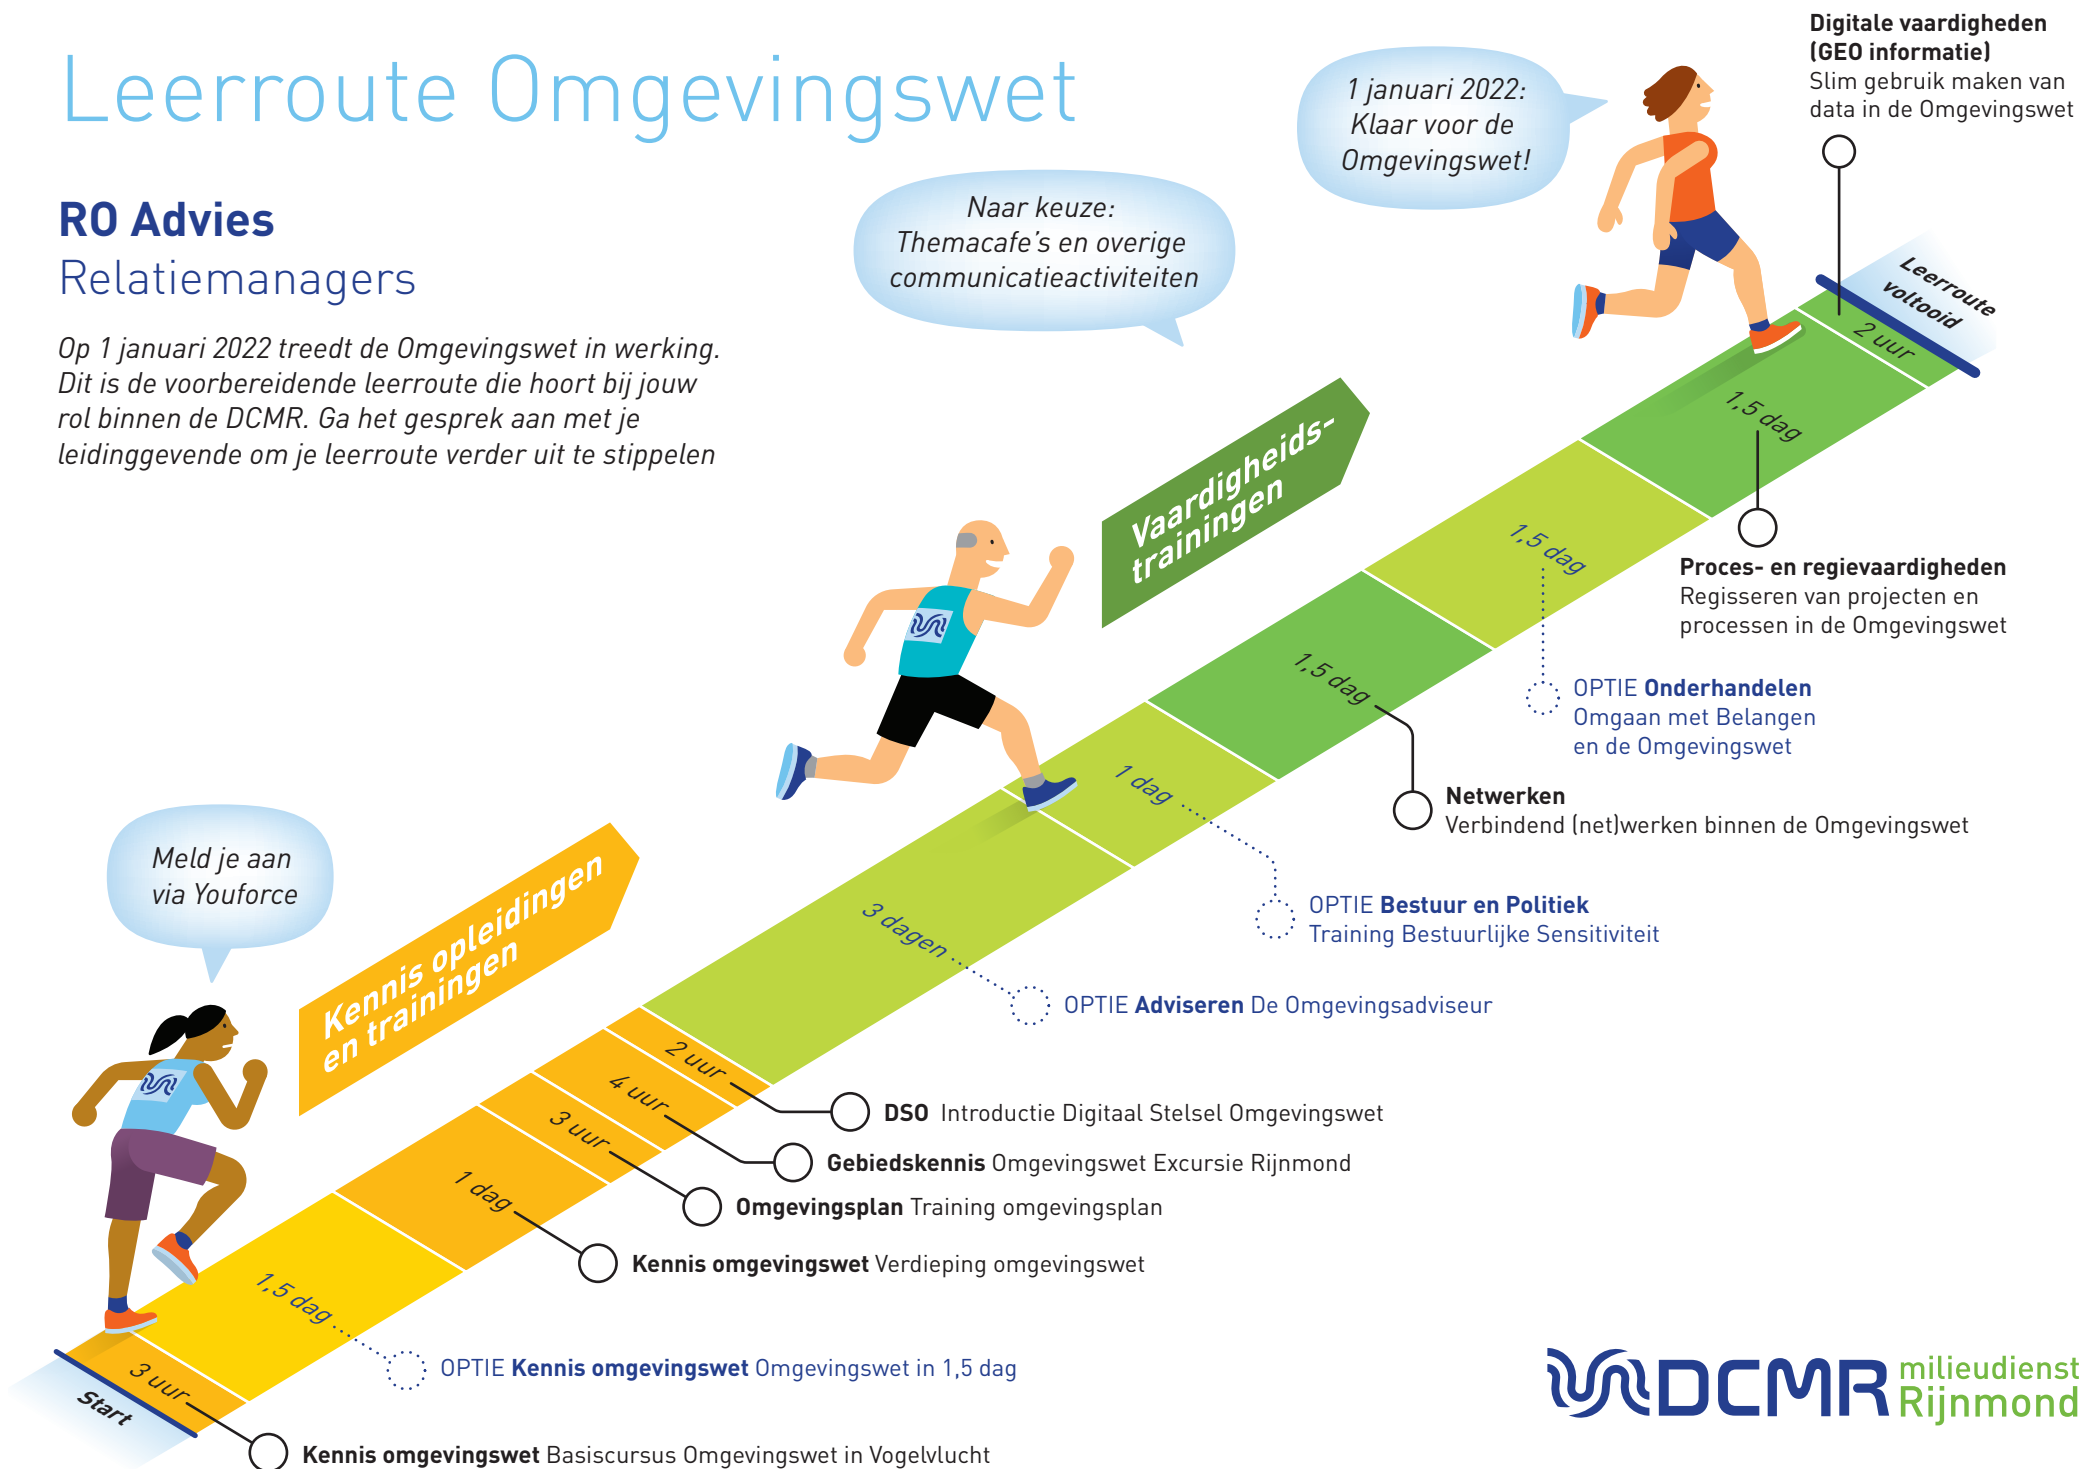 Leerroute Omgevingswet
RO Advies
Relatiemanagers
Op 1 januari 2022 treedt de Omgevingswet in werking.
Dit is de voorbereidende leerroute die hoort bij jouw
rol binnen de DCMR. Ga het gesprek aan met je
leidinggevende om je leerroute verder uit te stippelen
Naar keuze:
Themacafe's en overige
communicatieactiviteiten
1 januari 2022:
Klaar voor de
Omgevingswet!
Digitale vaardigheden
(GEO informatie)
Slim gebruik maken van
data in de Omgevingswet
Leerroute
voltooid
2 uur
1,5 dag
Proces- en regievaardigheden
Regisseren van projecten en
processen in de Omgevingswet
Vaardigheids-
trainingen
1,5 dag
OPTIE Onderhandelen
Omgaan met Belangen
en de Omgevingswet
1,5 dag
Netwerken
Verbindend (net)werken binnen de Omgevingswet
1 dag
OPTIE Bestuur en Politiek
Training Bestuurlijke Sensitiviteit
3 dagen
OPTIE Adviseren De Omgevingsadviseur
Meld je aan
via Youforce
Kennis opleidingen
en trainingen
2 uur
DSO Introductie Digitaal Stelsel Omgevingswet
4 uur
Gebiedskennis Omgevingswet Excursie Rijnmond
3 uur
Omgevingsplan Training omgevingsplan
1 dag
Kennis omgevingswet Verdieping omgevingswet
1,5 dag
OPTIE Kennis omgevingswet Omgevingswet in 1,5 dag
3 uur
Start
Kennis omgevingswet Basiscursus Omgevingswet in Vogelvlucht
DCMR milieudienst
Rijnmond